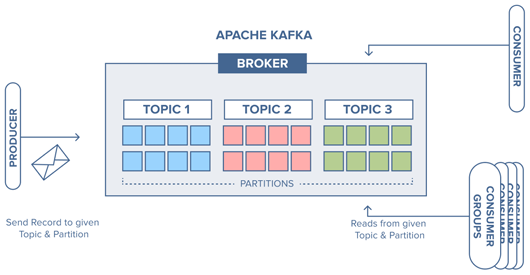 APACHE KAFKA
BROKER
TOPIC 1
TOPIC 2
TOPIC 3
PARTITIONS
PRODUCER
Send Record to given
Topic & Partition
CONSUMER
Reads from given
Topic & Partition
CONSUMER
GROUPS
CONSUMER
CONSUMER